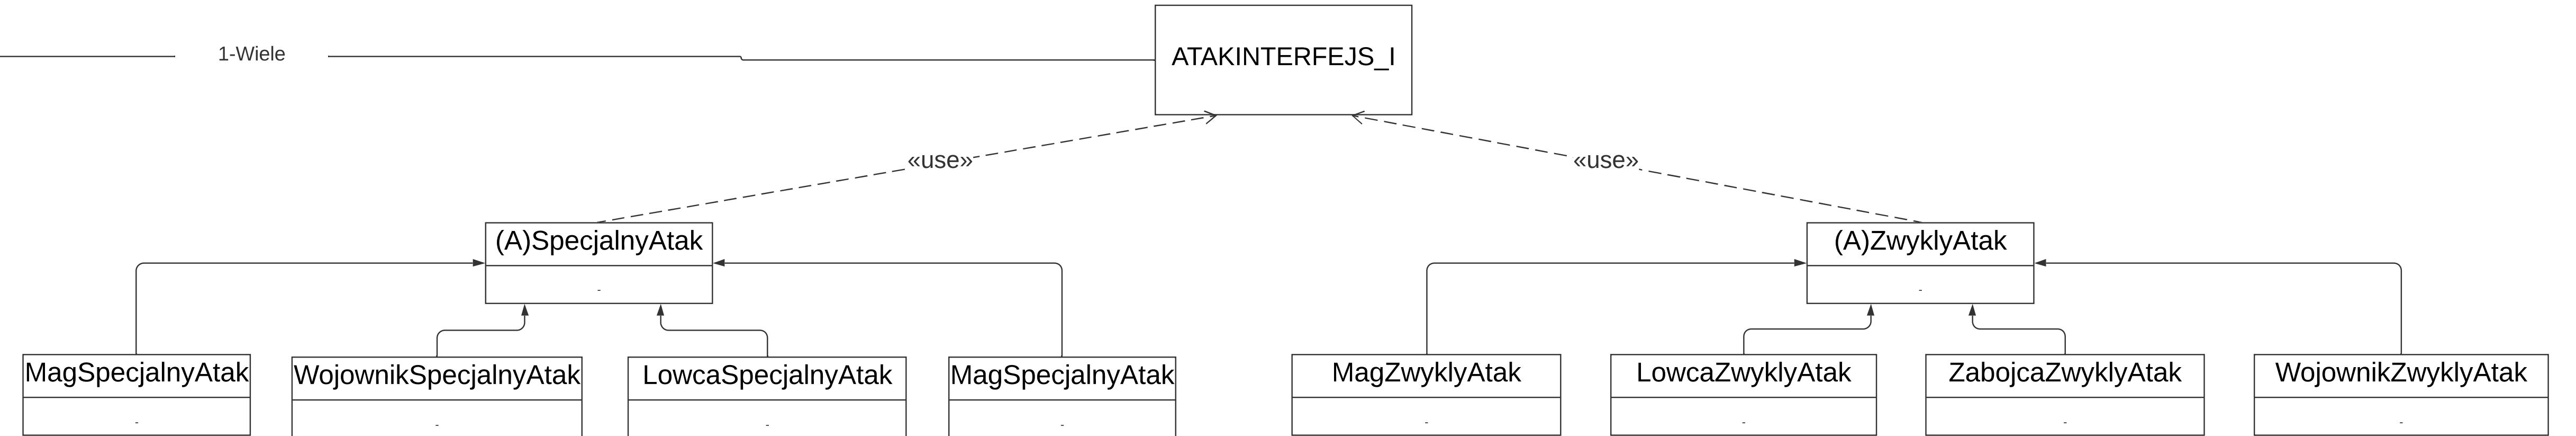 1-Wiele
ATAKINTERFEJS_I
«use»
«use»
(A)SpecjalnyAtak
-
(A)ZwyklyAtak
-
MagSpecjalnyAtak
-
WojownikSpecjalnyAtak
-
LowcaSpecjalnyAtak
-
MagSpecjalnyAtak
-
MagZwyklyAtak
-
LowcaZwyklyAtak
-
ZabojcaZwyklyAtak
-
WojownikZwyklyAtak
-